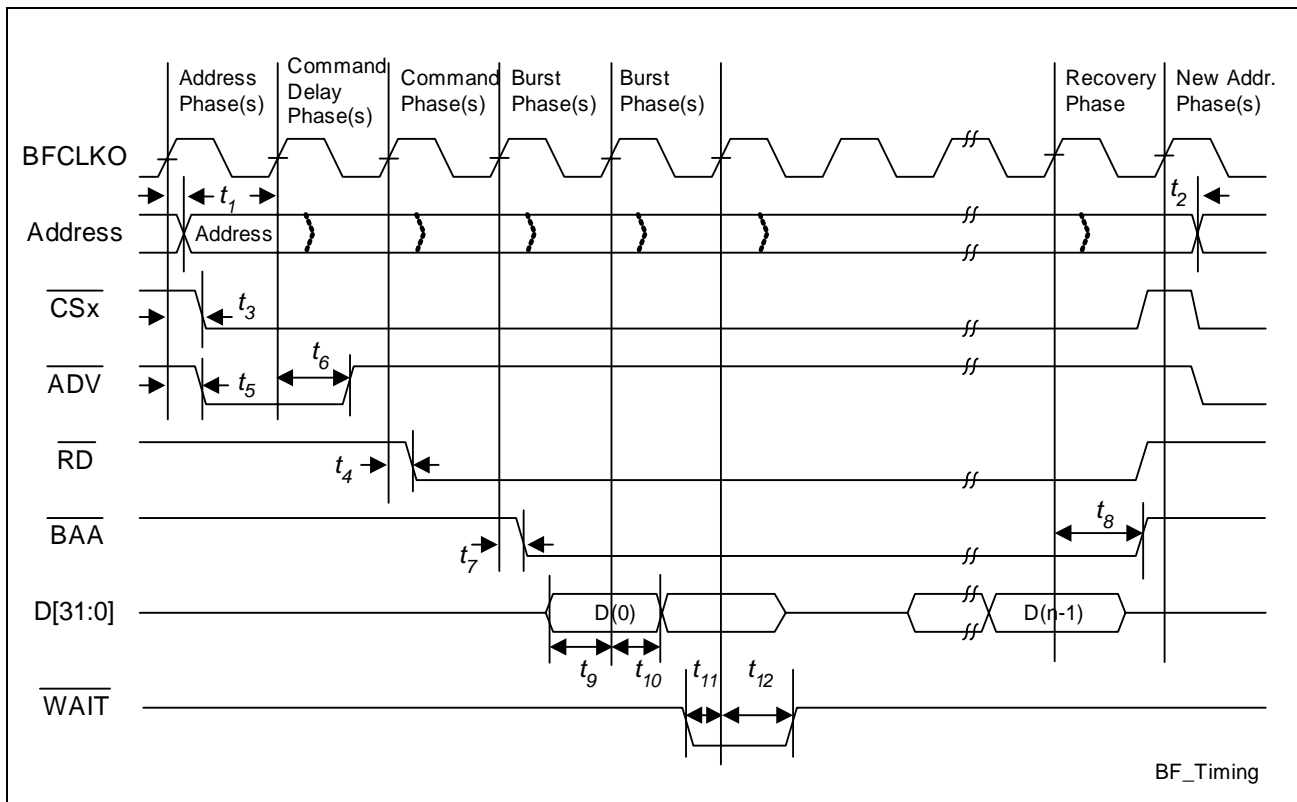 Address
Phase(s)
Command
Delay
Phase(s)
Command
Phase(s)
Burst
Phase(s)
Burst
Phase(s)
Recovery
Phase
New Addr.
Phase(s)
BFCLKO
t1
t2
Address
Address
CSx
t3
t6
ADV
t5
RD
t4
BAA
t7
t8
D[31:0]
D(0)
D(n-1)
t9
t10
t11
t12
WAIT
BF_Timing